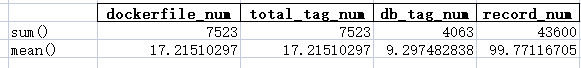 dockerfile_num total_tag_num db_tag_num record_num
sum() 7523 7523 4063 43600
mean() 17.21510297 17.21510297 9.297482838 99.77116705